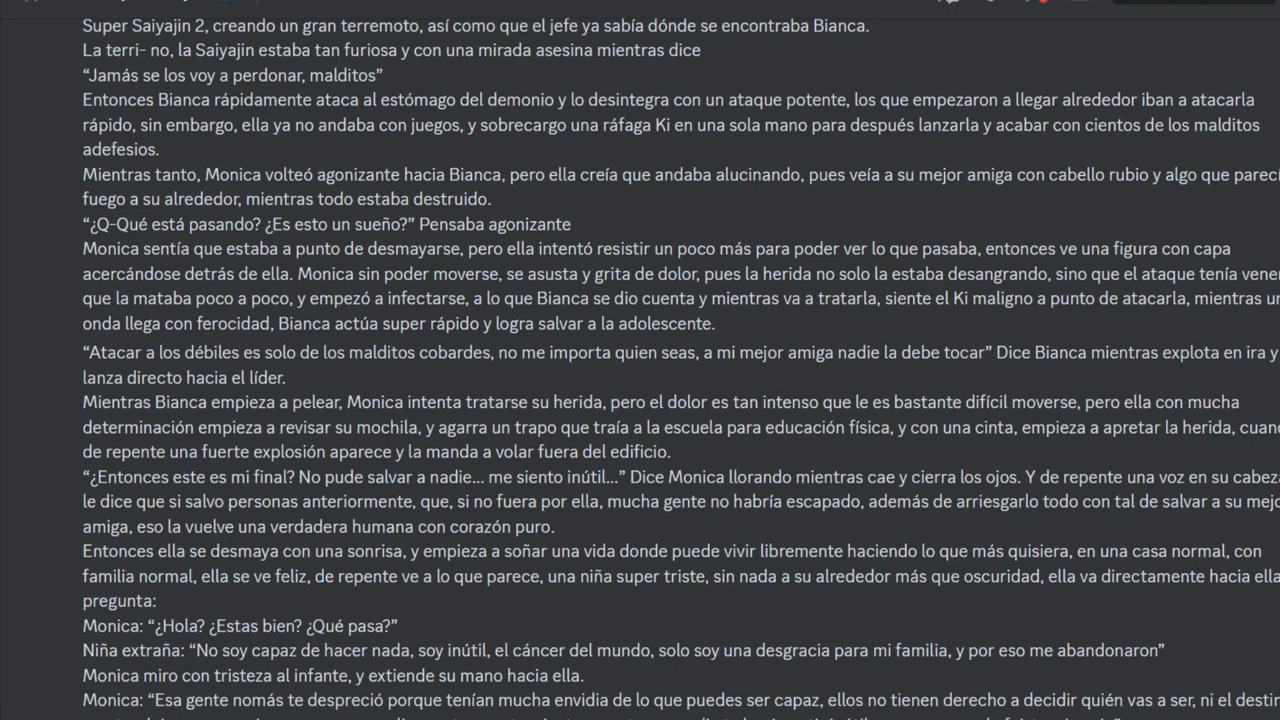 Super Saiyajin 2, creando un gran terremoto, así como que el jefe ya sabía dónde se encontraba Bianca.
La terri- no, la Saiyajin estaba tan furiosa y con una mirada asesina mientras dice
“Jamás se los voy a perdonar, malditos”
Entonces Bianca rápidamente ataca al estómago del demonio y lo desintegra con un ataque potente, los que empezaron a llegar alrededor iban a atacarla
rápido, sin embargo, ella ya no andaba con juegos, y sobrecargo una ráfaga Ki en una sola mano para después lanzarla y acabar con cientos de los malditos
adefesios.
Mientras tanto, Monica volteó agonizante hacia Bianca, pero ella creía que andaba alucinando, pues veía a su mejor amiga con cabello rubio y algo que parecí
fuego a su alrededor, mientras todo estaba destruido.
“¿Q-Qué está pasando? ¿Es esto un sueño?” Pensaba agonizante
Monica sentía que estaba a punto de desmayarse, pero ella intentó resistir un poco más para poder ver lo que pasaba, entonces ve una figura con capa
acercándose detrás de ella. Monica sin poder moverse, se asusta y grita de dolor, pues la herida no solo la estaba desangrando, sino que el ataque tenía vene
que la mataba poco a poco, y empezó a infectarse, a lo que Bianca se dio cuenta y mientras va a tratarla, siente el Ki maligno a punto de atacarla, mientras un
onda llega con ferocidad, Bianca actúa super rápido y logra salvar a la adolescente.
“Atacar a los débiles es solo de los malditos cobardes, no me importa quien seas, a mi mejor amiga nadie la debe tocar” Dice Bianca mientras explota en ira y
lanza directo hacia el líder.
Mientras Bianca empieza a pelear, Monica intenta tratarse su herida, pero el dolor es tan intenso que le es bastante difícil moverse, pero ella con mucha
determinación empieza a revisar su mochila, y agarra un trapo que traía a la escuela para educación física, y con una cinta, empieza a apretar la herida, cuan
de repente una fuerte explosión aparece y la manda a volar fuera del edificio.
“¿Entonces este es mi final? No pude salvar a nadie... me siento inútil...” Dice Monica llorando mientras cae y cierra los ojos. Y de repente una voz en su cabeza
le dice que si salvo personas anteriormente, que, si no fuera por ella, mucha gente no habría escapado, además de arriesgarlo todo con tal de salvar a su mejo
amiga, eso la vuelve una verdadera humana con corazón puro.
Entonces ella se desmaya con una sonrisa, y empieza a soñar una vida donde puede vivir libremente haciendo lo que más quisiera, en una casa normal, con
familia normal, ella se ve feliz, de repente ve a lo que parece, una niña super triste, sin nada a su alrededor más que oscuridad, ella va directamente hacia ella
pregunta:
Monica: “¿Hola? ¿Estas bien? ¿Qué pasa?”
Niña extraña: “No soy capaz de hacer nada, soy inútil, el cáncer del mundo, solo soy una desgracia para mi familia, y por eso me abandonaron”
Monica miro con tristeza al infante, y extiende su mano hacia ella.
Monica: “Esa gente nomás te despreció porque tenían mucha envidia de lo que puedes ser capaz, ellos no tienen derecho a decidir quién vas a ser, ni el destin